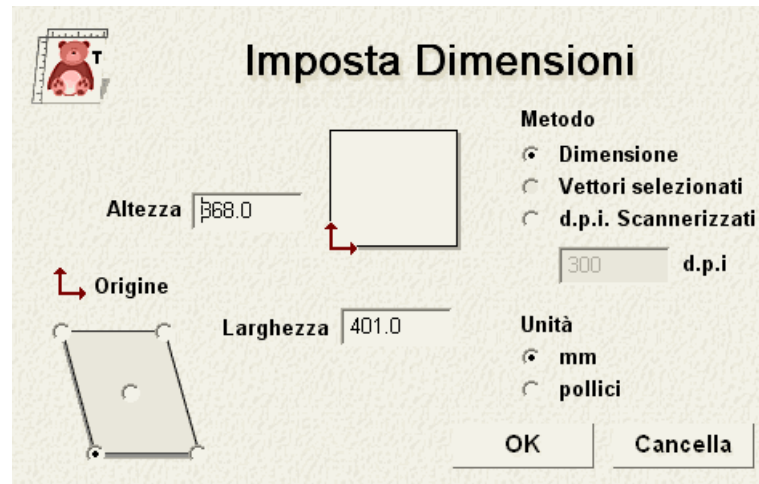 T
Imposta Dimensioni
Metodo
Dimensione
Vettori selezionati
d.p.i. Scannerizzati
300 d.p.i
Altezza 368.0
Origine
Larghezza 401.0
Unità
mm
pollici
OK Cancella